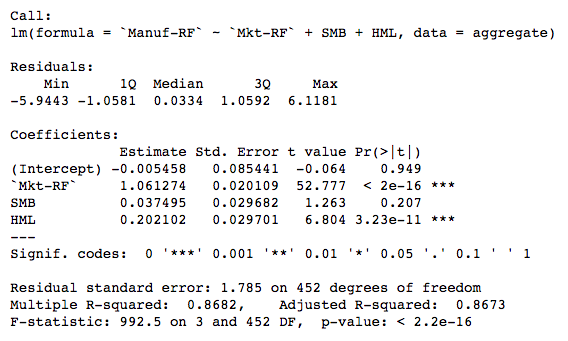 Call:
lm(formula = `Manuf-RF` ~ `Mkt-RF` + SMB + HML, data = aggregate)
Residuals:
    Min      1Q  Median      3Q     Max
-5.9443 -1.0581  0.0334  1.0592  6.1181
Coefficients:
             Estimate Std. Error t value Pr(>|t|)
(Intercept) -0.005458   0.085441  -0.064    0.949
`Mkt-RF`     1.061274   0.020109  52.777  < 2e-16 ***
SMB          0.037495   0.029682   1.263    0.207
HML          0.202102   0.029701   6.804 3.23e-11 ***
---
Signif. codes:  0 '***' 0.001 '**' 0.01 '*' 0.05 '.' 0.1 ' ' 1
Residual standard error: 1.785 on 452 degrees of freedom
Multiple R-squared:  0.8682,    Adjusted R-squared:  0.8673
F-statistic: 992.5 on 3 and 452 DF,  p-value: < 2.2e-16